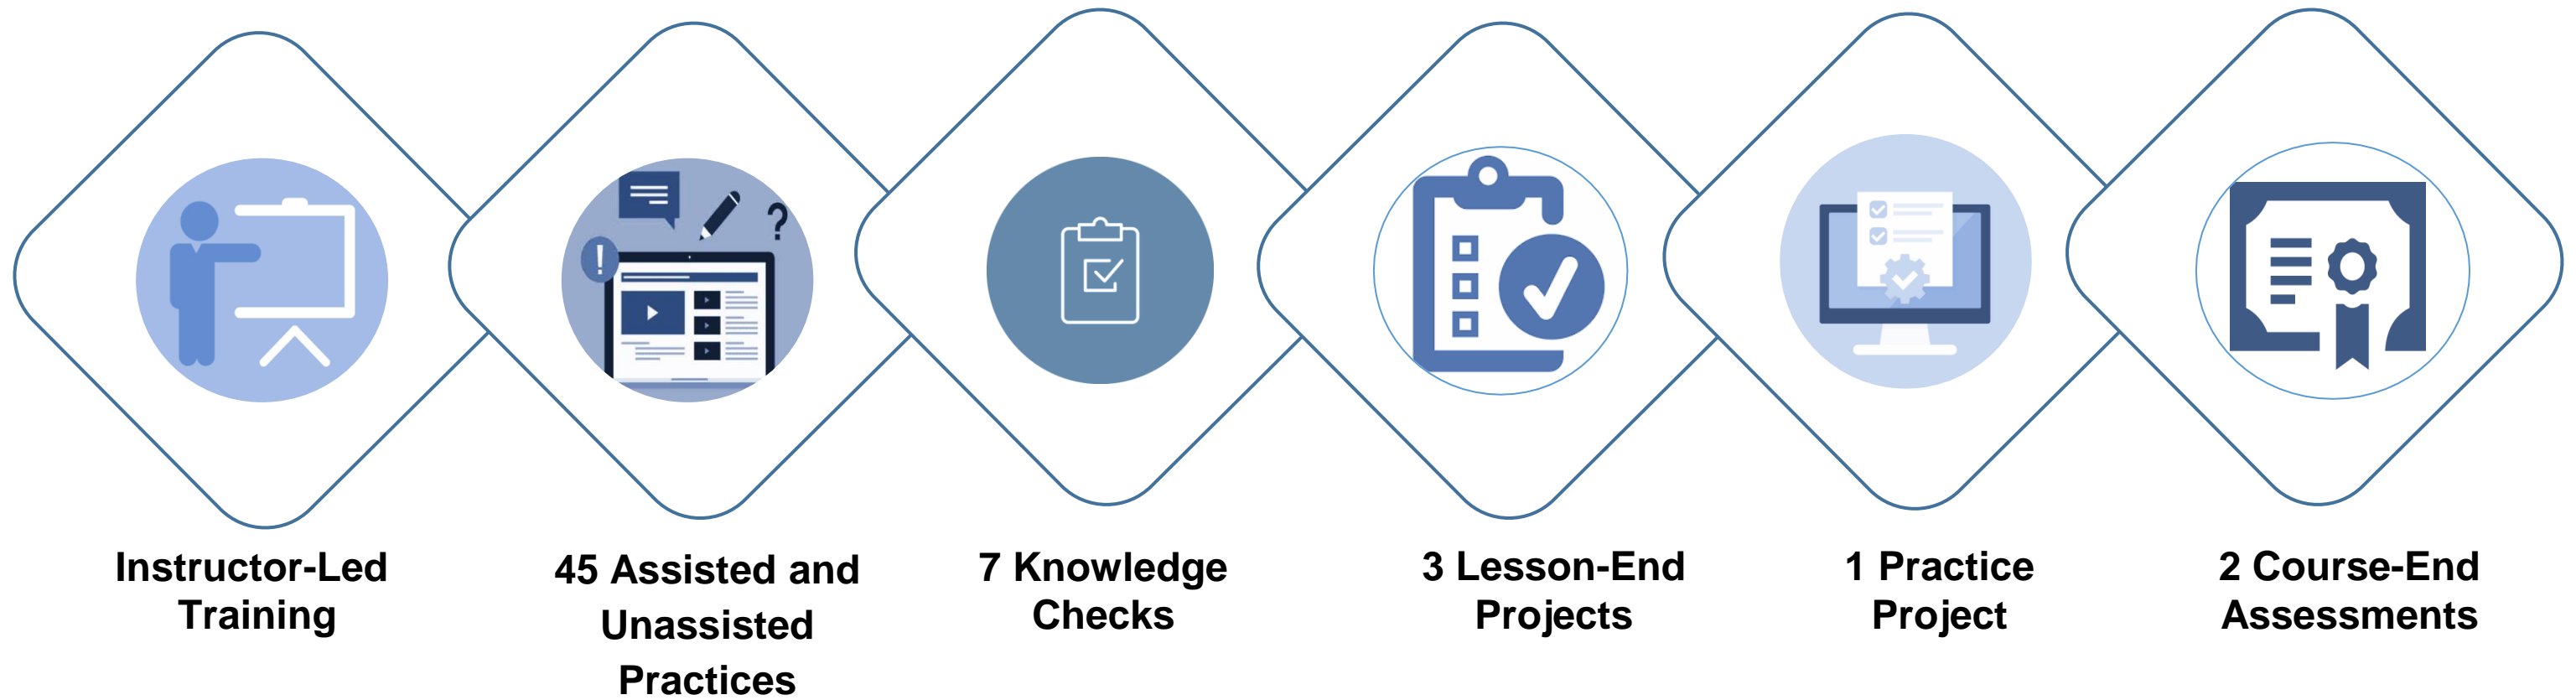 Instructor-Led
Training
45 Assisted and
Unassisted
Practices
7 Knowledge
Checks
3 Lesson-End
Projects
1 Practice
Project
2 Course-End
Assessments